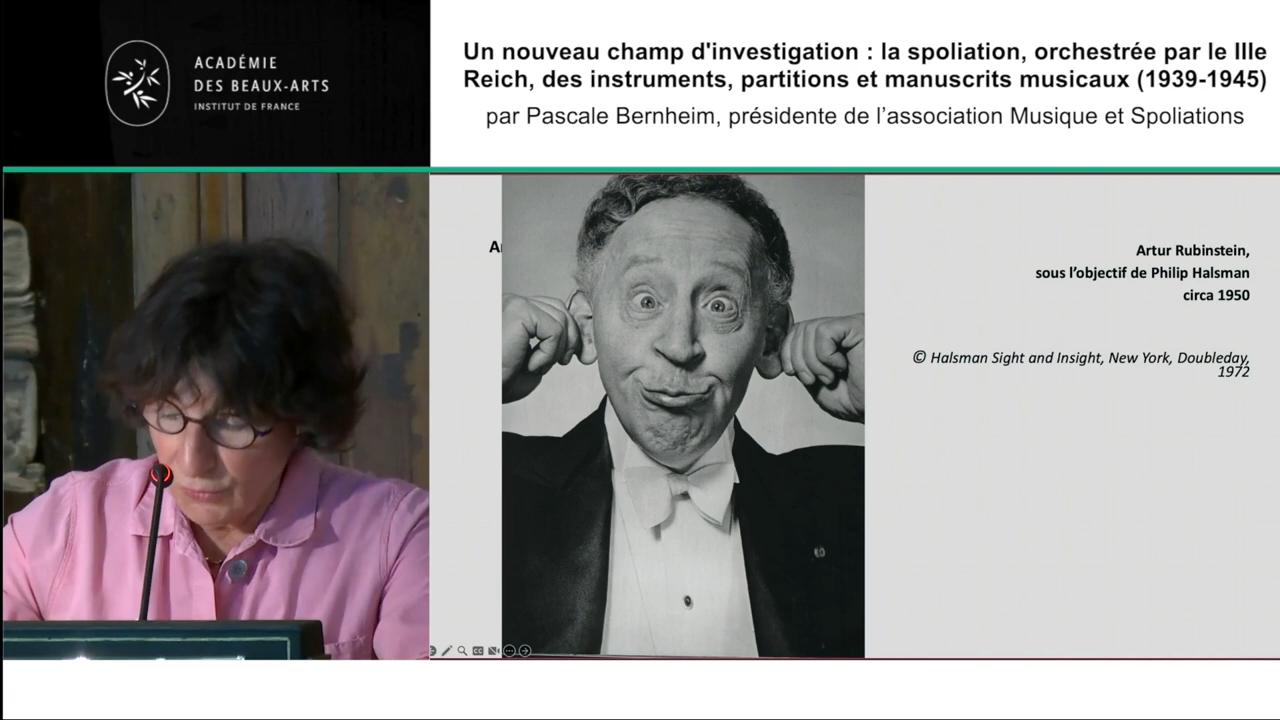 ACADÉMIE
DES BEAUX-ARTS
INSTITUT DE FRANCE
Un nouveau champ d'investigation : la spoliation, orchestrée par le IIIe
Reich, des instruments, partitions et manuscrits musicaux (1939-1945)
par Pascale Bernheim, présidente de l’association Musique et Spoliations
Artur Rubinstein,
sous l’objectif de Philip Halsman
circa 1950
© Halsman Sight and Insight, New York, Doubleday,
1972